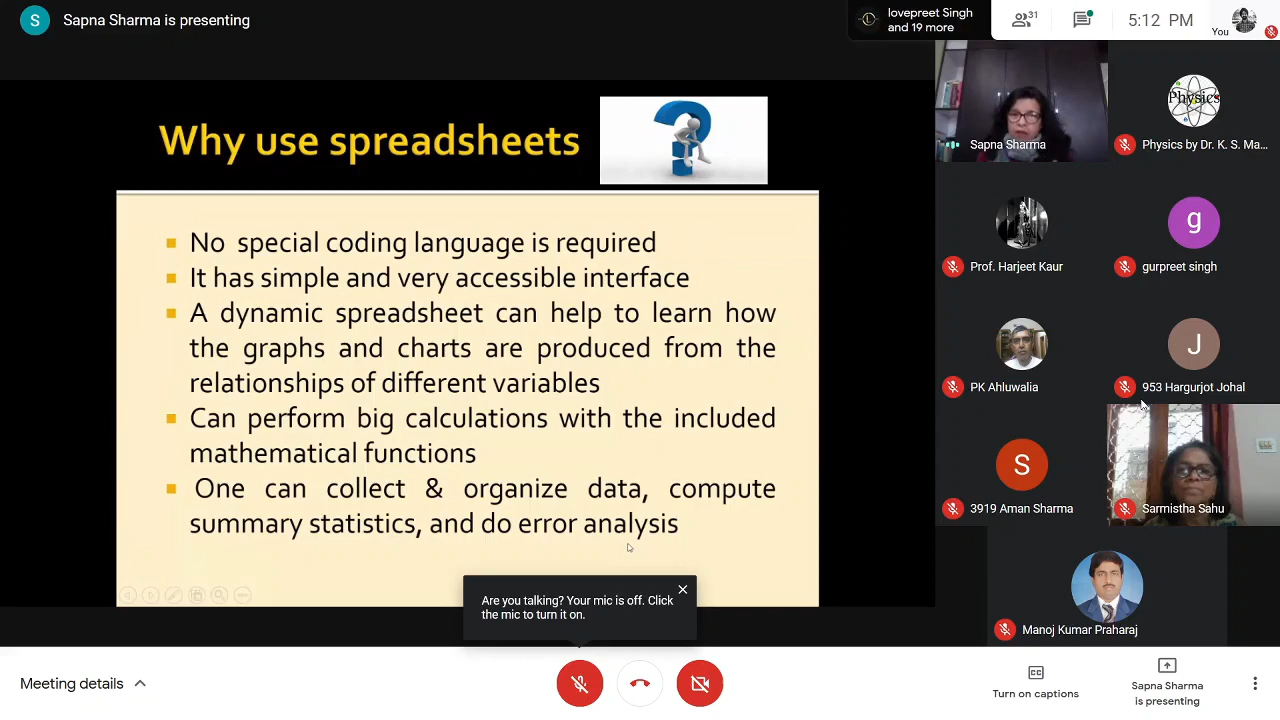 S
Sapna Sharma is presenting
lovepreet Singh
and 19 more
31
5:12 PM
You
Why use spreadsheets
No special coding language is required
It has simple and very accessible interface
A dynamic spreadsheet can help to learn how
the graphs and charts are produced from the
relationships of different variables
Can perform big calculations with the included
mathematical functions
One can collect & organize data, compute
summary statistics, and do error analysis
Sapna Sharma
Physics
Physics by Dr. K. S. Ma...
Prof. Harjeet Kaur
g
gurpreet singh
PK Ahluwalia
J
953 Hargurjot Johal
S
3919 Aman Sharma
Sarmistha Sahu
Manoj Kumar Praharaj
Are you talking? Your mic is off. Click
the mic to turn it on.
Meeting details
Turn on captions
Sapna Sharma
is presenting